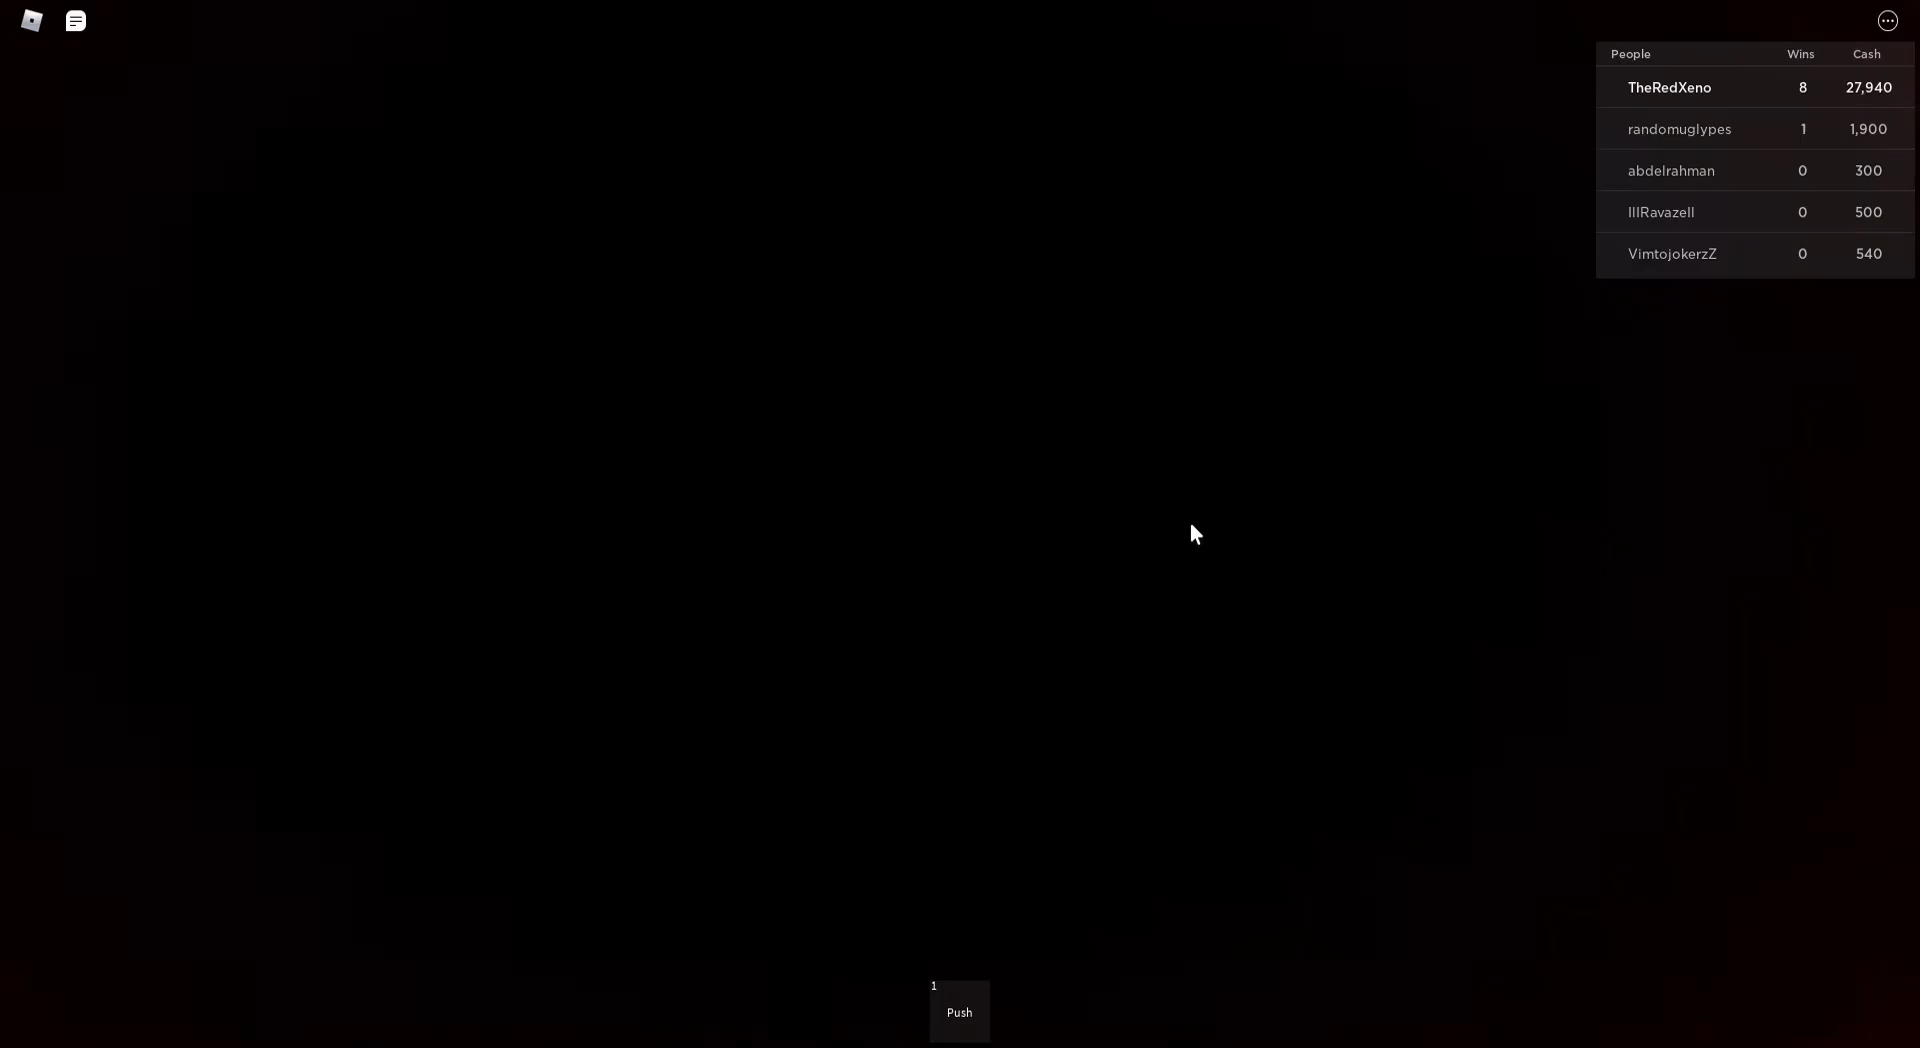 People Wins Cash
TheRedXeno 8 27,940
randomuglypes 1 1,900
abdelrahman 0 300
IllRavazell 0 500
VimtojokerzZ 0 540
1
Push